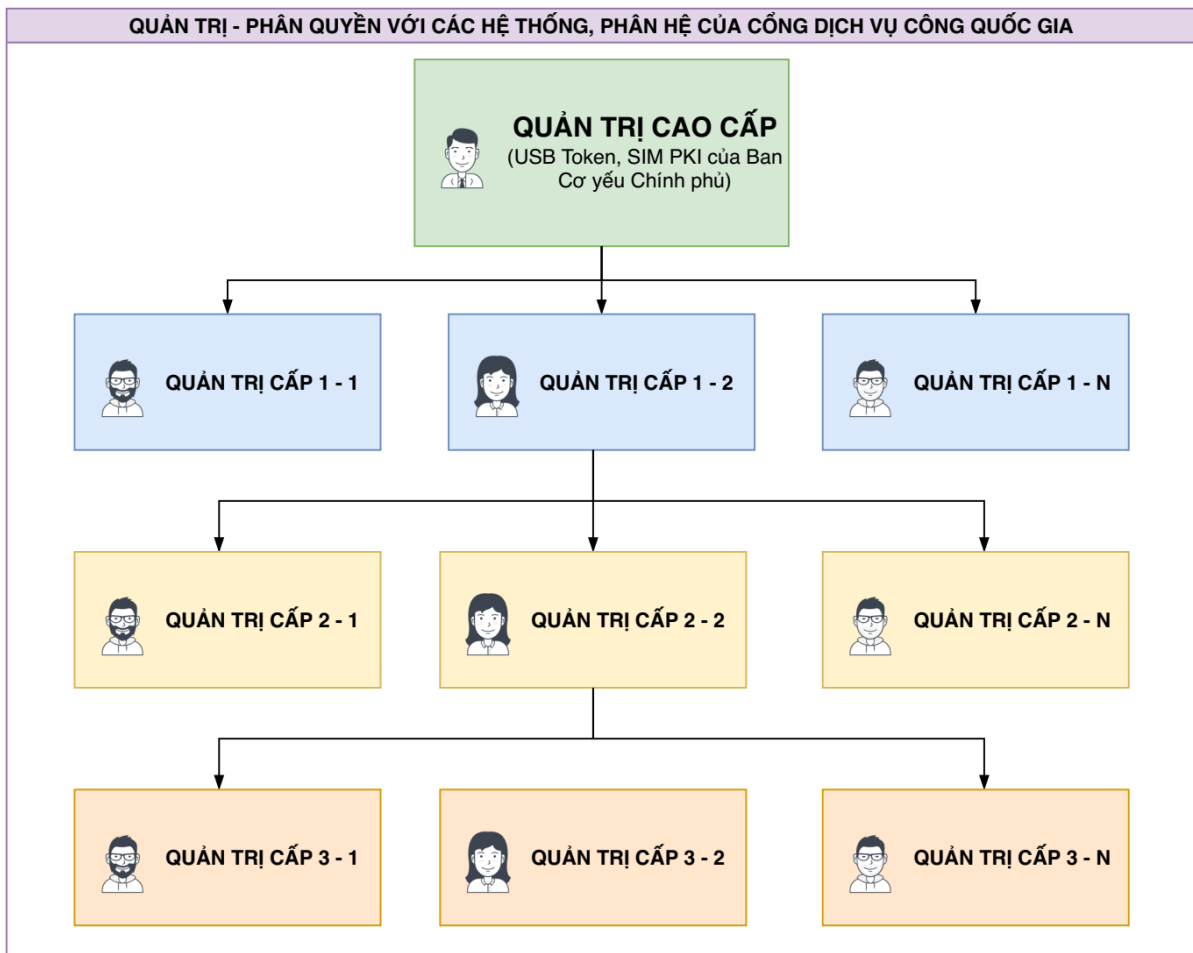 QUẢN TRỊ - PHÂN QUYỀN VỚI CÁC HỆ THỐNG, PHÂN HỆ CỦA CỔNG DỊCH VỤ CÔNG QUỐC GIA
QUẢN TRỊ CAO CẤP
(USB Token, SIM PKI của Ban
Cơ yếu Chính phủ)
QUẢN TRỊ CẤP 1 - 1
QUẢN TRỊ CẤP 1 - 2
QUẢN TRỊ CẤP 1 - N
QUẢN TRỊ CẤP 2 - 1
QUẢN TRỊ CẤP 2 - 2
QUẢN TRỊ CẤP 2 - N
QUẢN TRỊ CẤP 3 - 1
QUẢN TRỊ CẤP 3 - 2
QUẢN TRỊ CẤP 3 - N